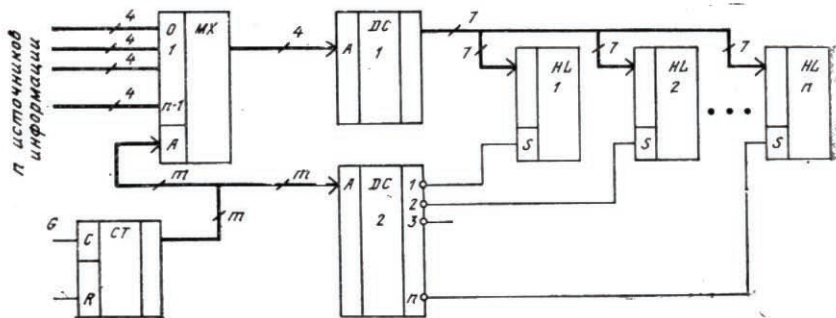 n источников
информации
4
4
4
4
0
1
n-1
A
MX
4
A
DC
1
7
7
7
7
HL
1
S
HL
2
S
• • •
HL
n
S
m
m
m
A
DC
2
1
2
3
n
G
C
R
CT